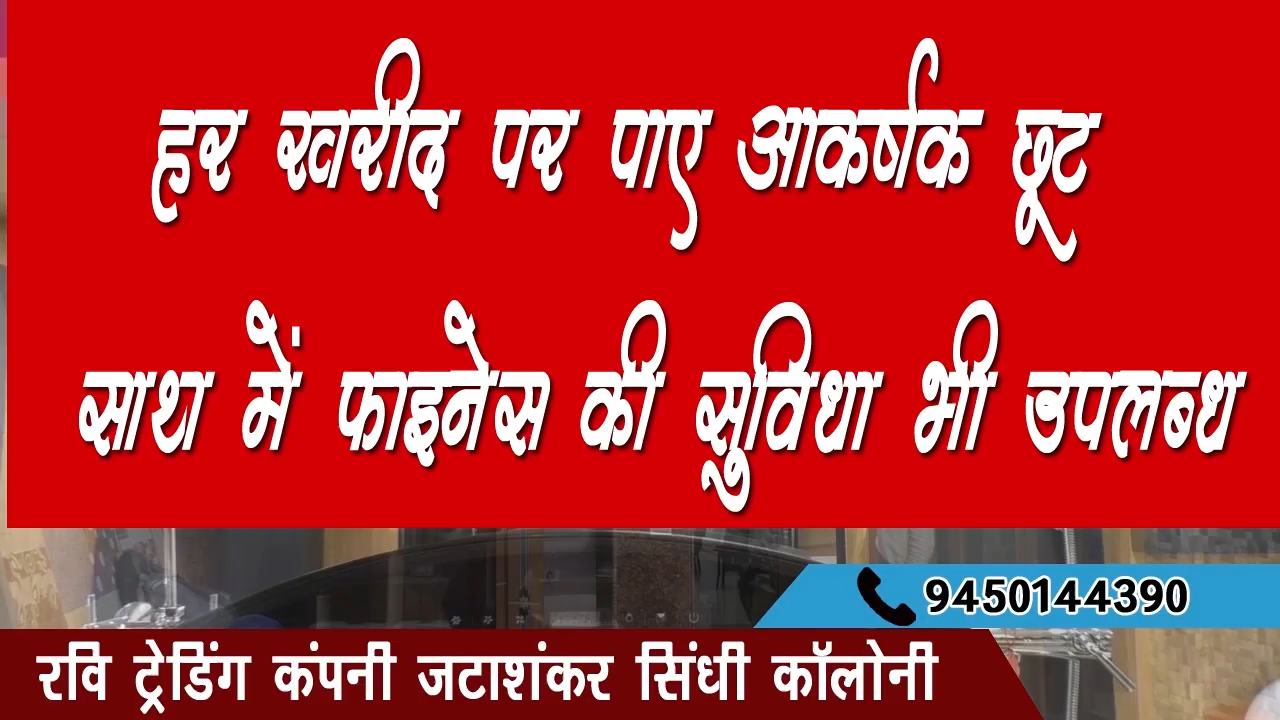 हर खरीद पर पाए आकर्षक छूट
साथ में फाइनेस की सुविधा भी उपलब्ध
9450144390
रवि ट्रेडिंग कंपनी जटाशंकर सिंधी कॉलोनी